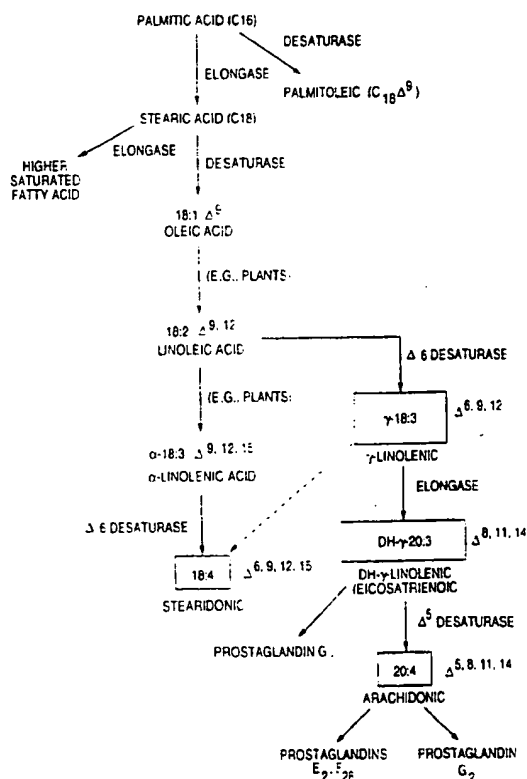 PALMITIC ACID (C16)
DESATURASE
ELONGASE
PALMITOLEIC (C18Δ9)
STEARIC ACID (C18)
ELONGASE
DESATURASE
HIGHER
SATURATED
FATTY ACID
18:1 Δ9
OLEIC ACID
(E.G., PLANTS)
18:2 Δ9, 12
LINOLEIC ACID
Δ 6 DESATURASE
(E.G., PLANTS)
γ-18:3 Δ6, 9, 12
γ-LINOLENIC
α-18:3 Δ9, 12, 15
α-LINOLENIC ACID
ELONGASE
Δ 6 DESATURASE
DH-γ-20:3 Δ8, 11, 14
18:4 Δ6, 9, 12, 15
STEARIDONIC
DH-γ-LINOLENIC
(EICOSATRIENOIC
Δ5 DESATURASE
PROSTAGLANDIN G
20:4 Δ5, 8, 11, 14
ARACHIDONIC
PROSTAGLANDINS
E2,
PROSTAGLANDIN
G2